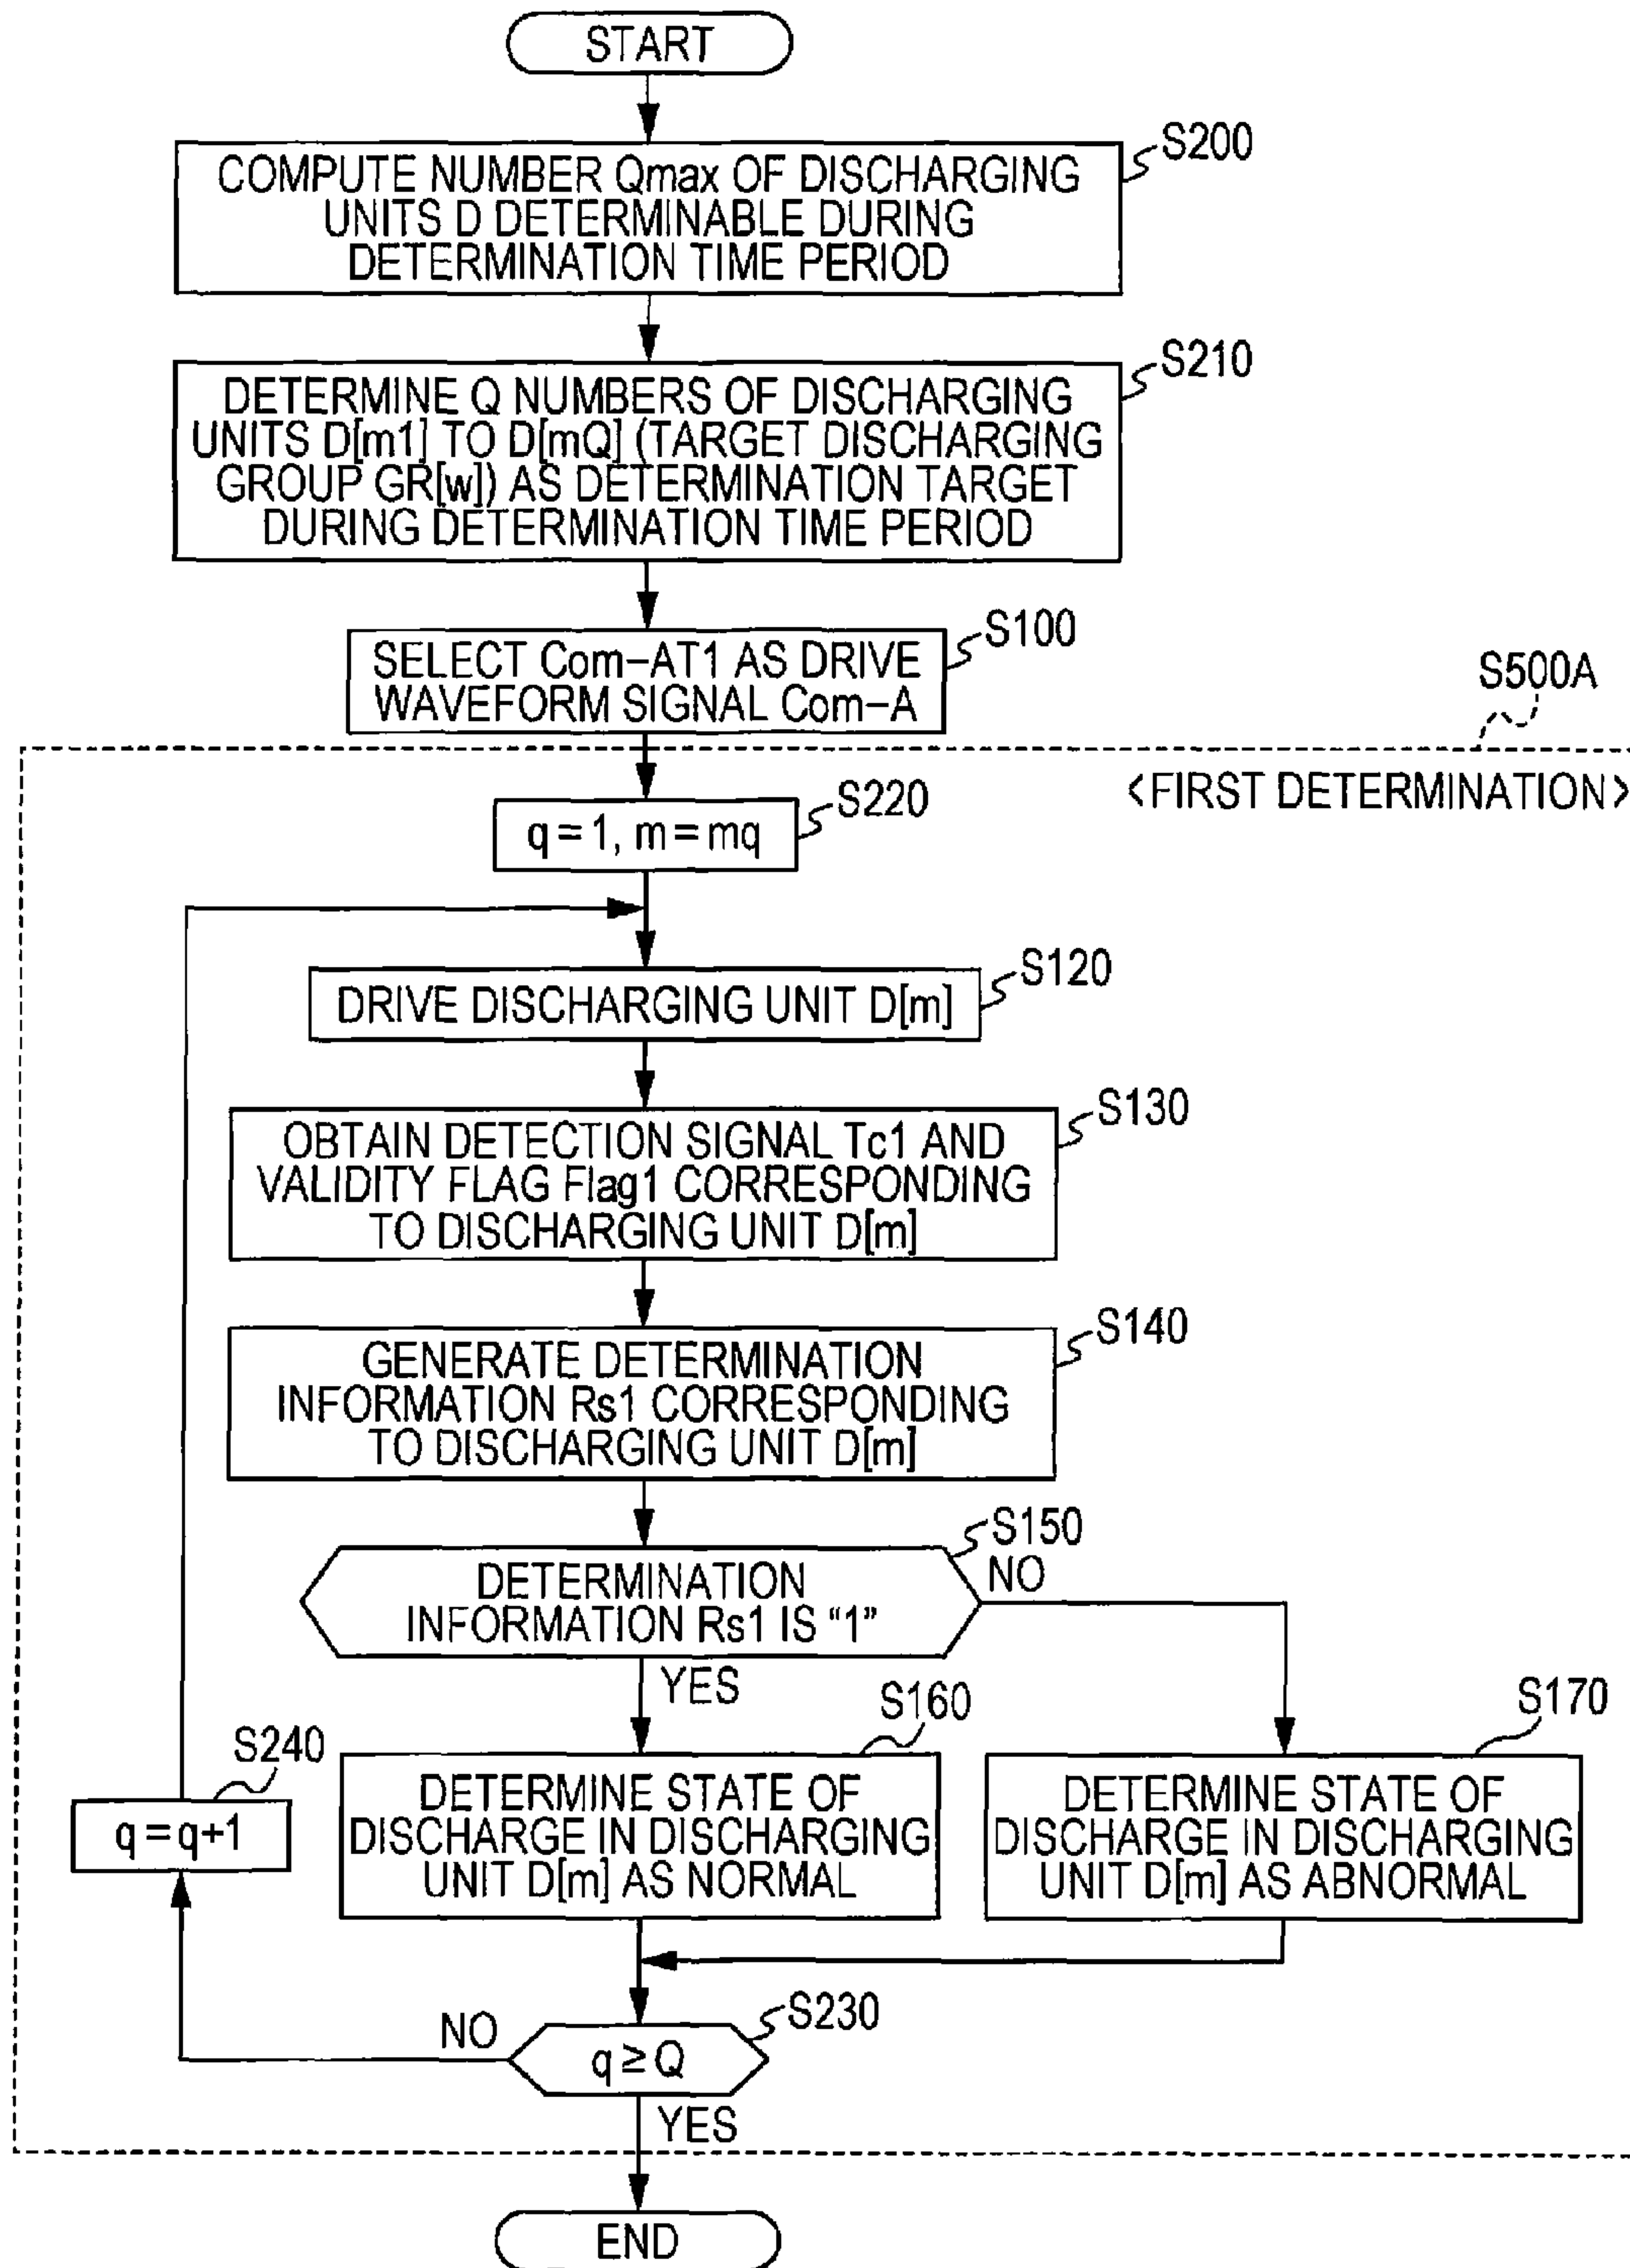 START
S200
COMPUTE NUMBER Qmax OF DISCHARGING
UNITS D DETERMINABLE DURING
DETERMINATION TIME PERIOD
S210
DETERMINE Q NUMBERS OF DISCHARGING
UNITS D[m1] TO D[mQ] (TARGET DISCHARGING
GROUP GR[w]) AS DETERMINATION TARGET
DURING DETERMINATION TIME PERIOD
S100
SELECT Com-AT1 AS DRIVE
WAVEFORM SIGNAL Com-A
S500A
<FIRST DETERMINATION>
S220
q = 1, m = mq
S120
DRIVE DISCHARGING UNIT D[m]
S130
OBTAIN DETECTION SIGNAL Tc1 AND
VALIDITY FLAG Flag1 CORRESPONDING
TO DISCHARGING UNIT D[m]
S140
GENERATE DETERMINATION
INFORMATION Rs1 CORRESPONDING
TO DISCHARGING UNIT D[m]
S150
DETERMINATION
INFORMATION Rs1 IS “1”
NO
YES
S160
DETERMINE STATE OF
DISCHARGE IN DISCHARGING
UNIT D[m] AS NORMAL
S170
DETERMINE STATE OF
DISCHARGE IN DISCHARGING
UNIT D[m] AS ABNORMAL
S240
q = q+1
S230
q ≥ Q
NO
YES
END